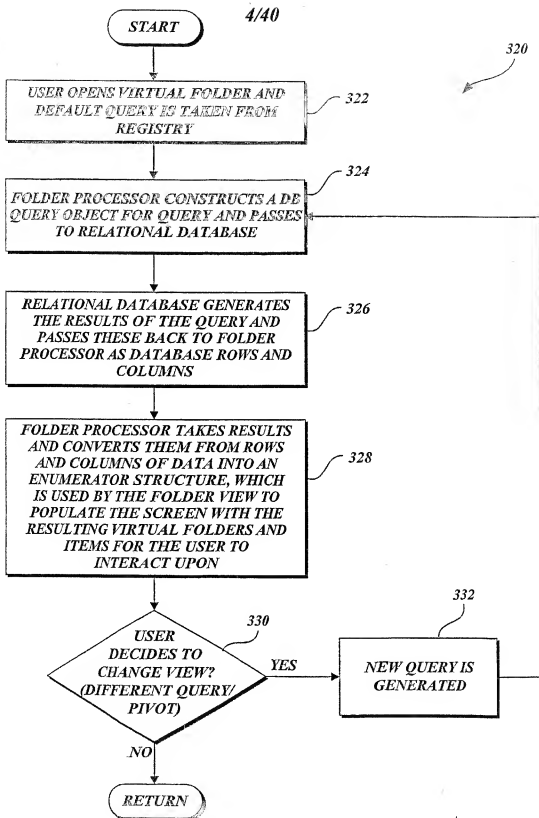 4/40
START
320
USER OPENS VIRTUAL FOLDER AND
DEFAULT QUERY IS TAKEN FROM
REGISTRY
322
FOLDER PROCESSOR CONSTRUCTS A DB
QUERY OBJECT FOR QUERY AND PASSES
TO RELATIONAL DATABASE
324
RELATIONAL DATABASE GENERATES
THE RESULTS OF THE QUERY AND
PASSES THESE BACK TO FOLDER
PROCESSOR AS DATABASE ROWS AND
COLUMNS
326
FOLDER PROCESSOR TAKES RESULTS
AND CONVERTS THEM FROM ROWS
AND COLUMNS OF DATA INTO AN
ENUMERATOR STRUCTURE, WHICH
IS USED BY THE FOLDER VIEW TO
POPULATE THE SCREEN WITH THE
RESULTING VIRTUAL FOLDERS AND
ITEMS FOR THE USER TO
INTERACT UPON
328
USER
DECIDES TO
CHANGE VIEW?
(DIFFERENT QUERY/
PIVOT)
330
YES
NEW QUERY IS
GENERATED
332
NO
RETURN